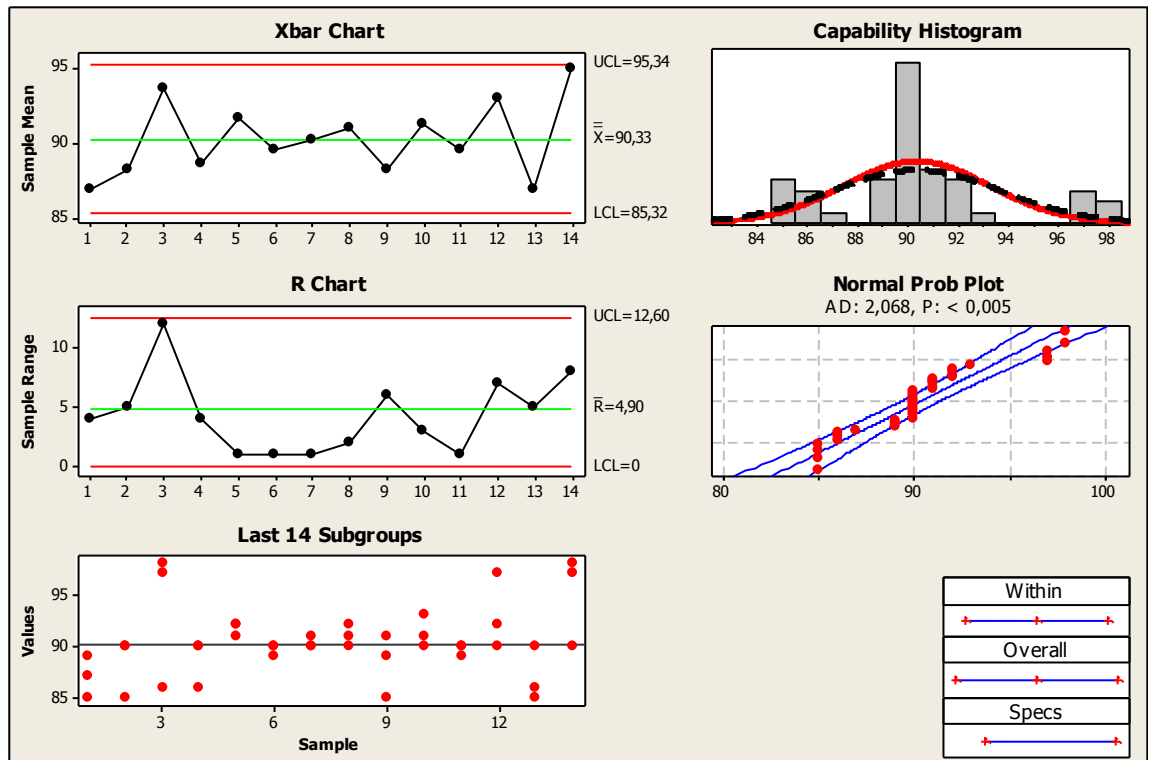 Xbar Chart
Sample Mean
95
90
85
1 2 3 4 5 6 7 8 9 10 11 12 13 14
UCL=95,34
X=90,33
LCL=85,32
Capability Histogram
84 86 88 90 92 94 96 98
R Chart
Sample Range
10
5
0
1 2 3 4 5 6 7 8 9 10 11 12 13 14
UCL=12,60
R=4,90
LCL=0
Normal Prob Plot
AD: 2,068, P: < 0,005
80 90 100
Last 14 Subgroups
Values
95
90
85
3 6 9 12
Sample
Within
Overall
Specs